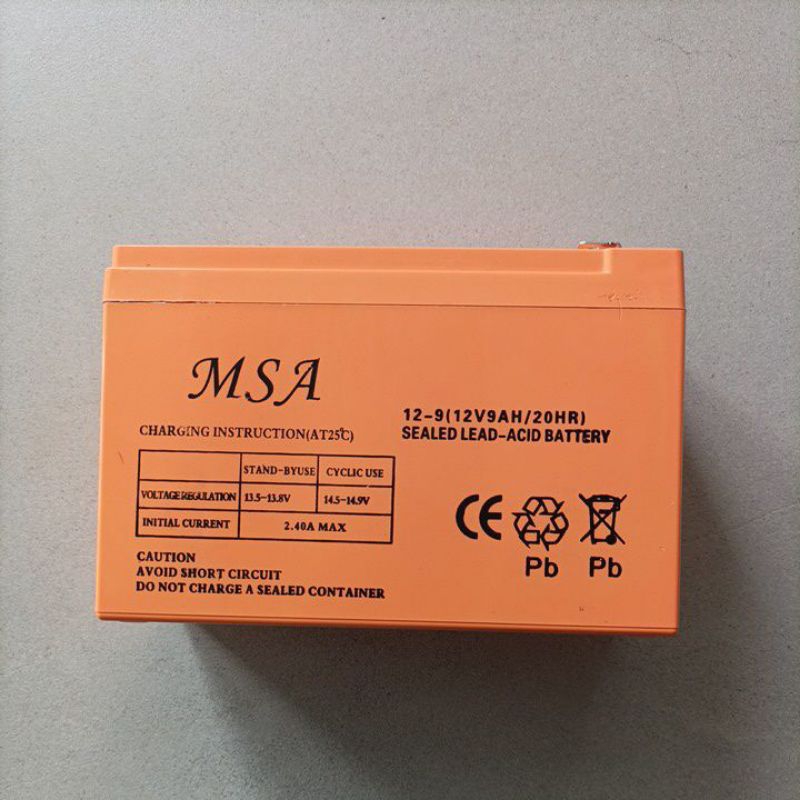 MSA
12-9(12V9AH/20HR)
SEALED LEAD-ACID BATTERY
CHARGING INSTRUCTION(AT25℃)
STAND-BYUSE CYCLIC USE
VOLTAGE REGULATION 13.5-13.8V 14.5-14.9V
INITIAL CURRENT 2.40A MAX
CAUTION
AVOID SHORT CIRCUIT
DO NOT CHARGE A SEALED CONTAINER
CE
Pb Pb